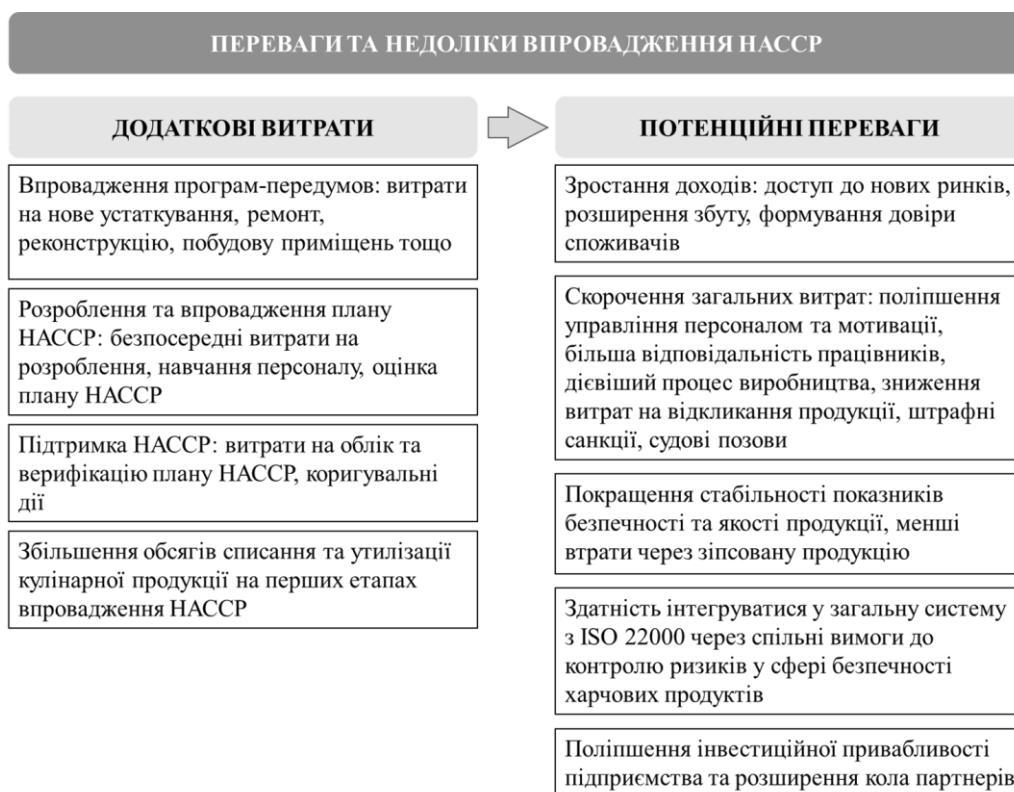 ПЕРЕВАГИ ТА НЕДОЛІКИ ВПРОВАДЖЕННЯ НАССР
ДОДАТКОВІ ВИТРАТИ
Впровадження програм-передумов: витрати
на нове устаткування, ремонт,
реконструкцію, побудову приміщень тощо
Розроблення та впровадження плану
НАССР: безпосередні витрати на
розроблення, навчання персоналу, оцінка
плану НАССР
Підтримка НАССР: витрати на облік та
верифікацію плану НАССР, коригувальні
дії
Збільшення обсягів списання та утилізації
кулінарної продукції на перших етапах
впровадження НАССР
ПОТЕНЦІЙНІ ПЕРЕВАГИ
Зростання доходів: доступ до нових ринків,
розширення збуту, формування довіри
споживачів
Скорочення загальних витрат: поліпшення
управління персоналом та мотивації,
більша відповідальність працівників,
дієвіший процес виробництва, зниження
витрат на відкликання продукції, штрафні
санкції, судові позови
Покращення стабільності показників
безпечності та якості продукції, менші
втрати через зіпсовану продукцію
Здатність інтегруватися у загальну систему
з ISO 22000 через спільні вимоги до
контролю ризиків у сфері безпечності
харчових продуктів
Поліпшення інвестиційної привабливості
підприємства та розширення кола партнерів